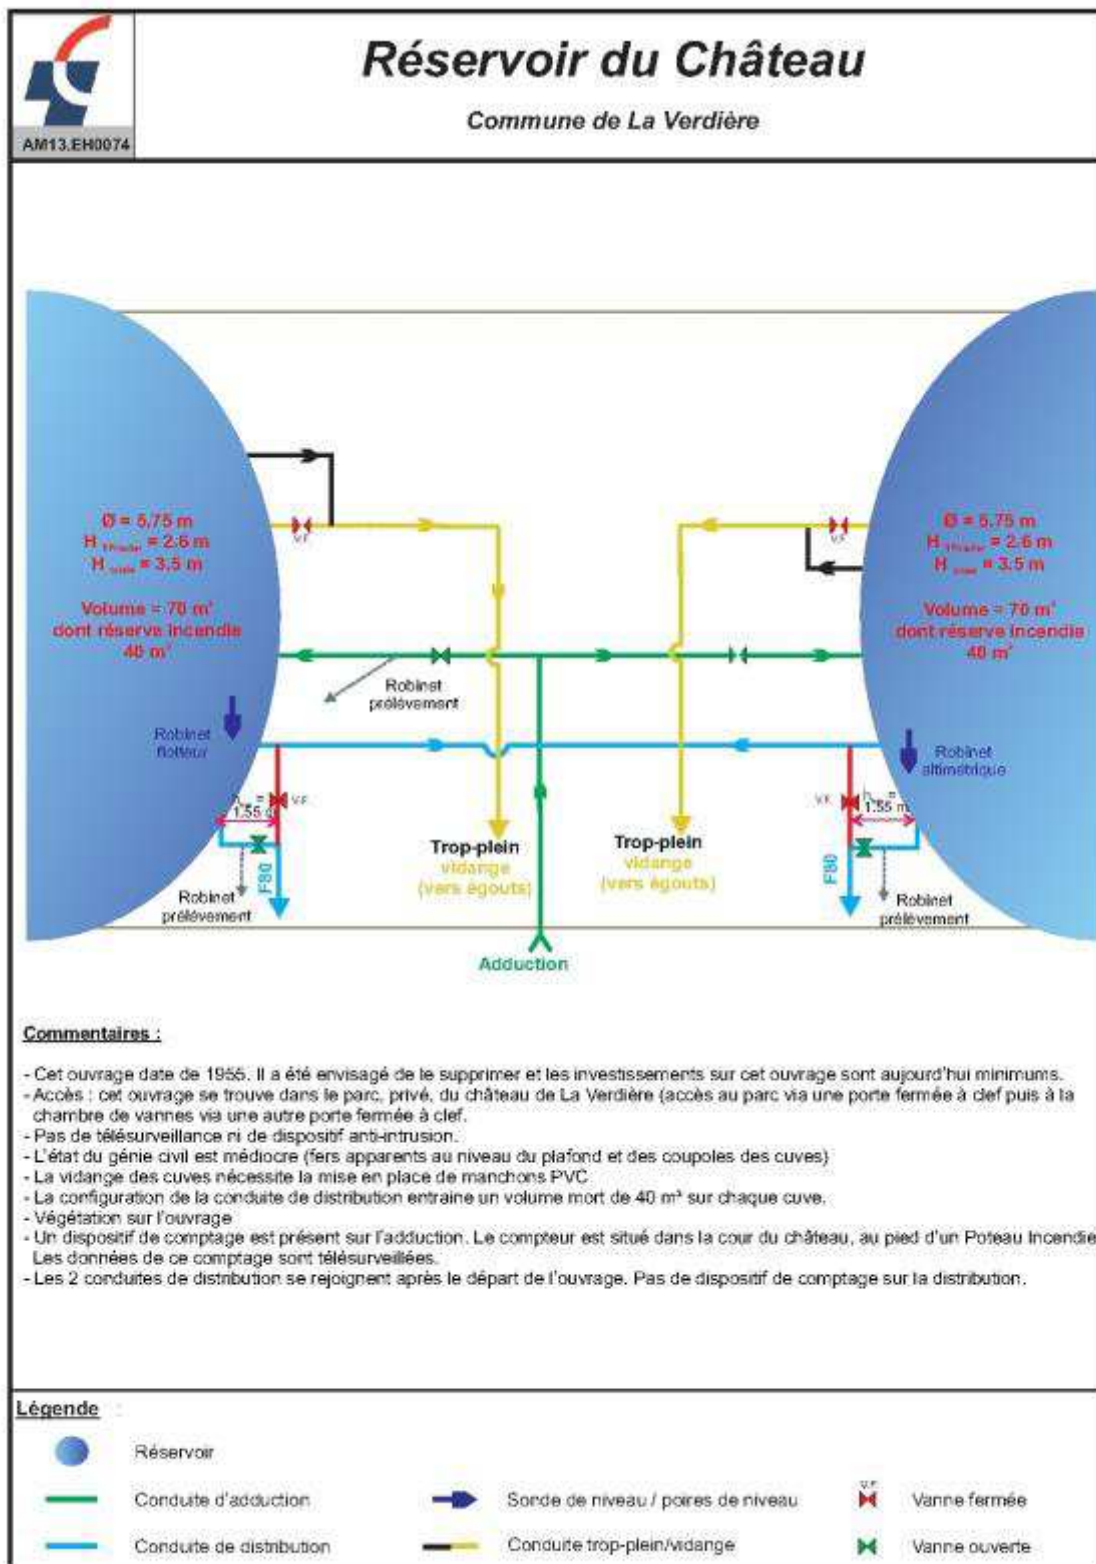 Réservoir du Château
Commune de La Verdière
AM13.EH0074
Ø = 5.75 m
H = 2.6 m
H = 3.5 m
Volume = 70 m³
dont réserve incendie
40 m³
Ø = 5.75 m
H = 2.6 m
H = 3.5 m
Volume = 70 m³
dont réserve incendie
40 m³
V.F.
V.F.
Robinet
prélèvement
Robinet
flotteur
Robinet
altimétrique
V.F.
V.F.
1.55 m
1.55 m
F80
F80
Robinet
prélèvement
Robinet
prélèvement
Trop-plein
vidange
(vers égouts)
Trop-plein
vidange
(vers égouts)
Adduction
Commentaires :
- Cet ouvrage date de 1955. Il a été envisagé de le supprimer et les investissements sur cet ouvrage sont aujourd'hui minimums.
- Accès : cet ouvrage se trouve dans le parc, privé, du château de La Verdière (accès au parc via une porte fermée à clef puis à la
chambre de vannes via une autre porte fermée à clef.
- Pas de télésurveillance ni de dispositif anti-intrusion.
- L'état du génie civil est médiocre (fers apparents au niveau du plafond et des coupoles des cuves)
- La vidange des cuves nécessite la mise en place de manchons PVC
- La configuration de la conduite de distribution entraine un volume mort de 40 m³ sur chaque cuve.
- Végétation sur l'ouvrage
- Un dispositif de comptage est présent sur l'adduction. Le compteur est situé dans la cour du château, au pied d'un Poteau Incendie
Les données de ce comptage sont télésurveillées.
- Les 2 conduites de distribution se rejoignent après le départ de l'ouvrage. Pas de dispositif de comptage sur la distribution.
Légende :
Réservoir
Conduite d'adduction
Sonde de niveau / poires de niveau
V.F.
Vanne fermée
Conduite de distribution
Conduite trop-plein/vidange
Vanne ouverte